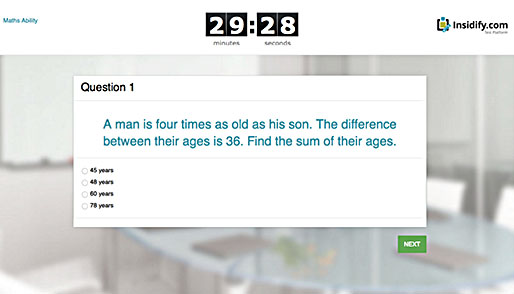 Maths Ability
29:28
minutes seconds
Insidify.com
Test Platform
Question 1
A man is four times as old as his son. The difference
between their ages is 36. Find the sum of their ages.
45 years
48 years
60 years
78 years
NEXT